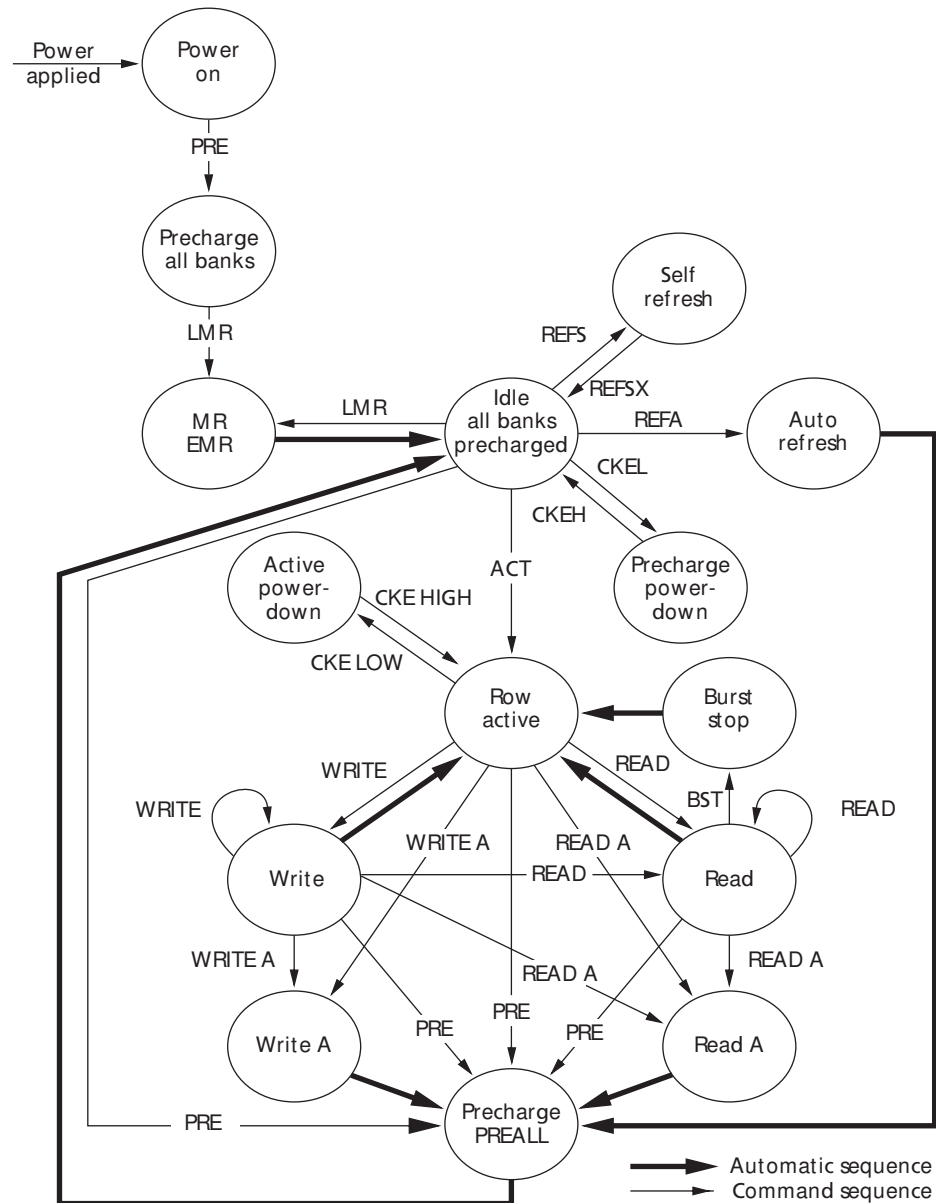 Power
applied
Power
on
PRE
Precharge
all banks
LMR
Self
refresh
REFS
REFSX
MR
EMR
LMR
Idle
all banks
precharged
REFA
Auto
refresh
CKEL
CKEH
ACT
Active
power-
down
CKE HIGH
CKE LOW
Precharge
power-
down
Row
active
Burst
stop
WRITE
READ
BST
WRITE
READ
WRITE A
READ A
Write
READ
Read
WRITE A
READ A
READ A
PRE
PRE
PRE
Write A
Read A
Precharge
PREALL
PRE
Automatic sequence
Command sequence